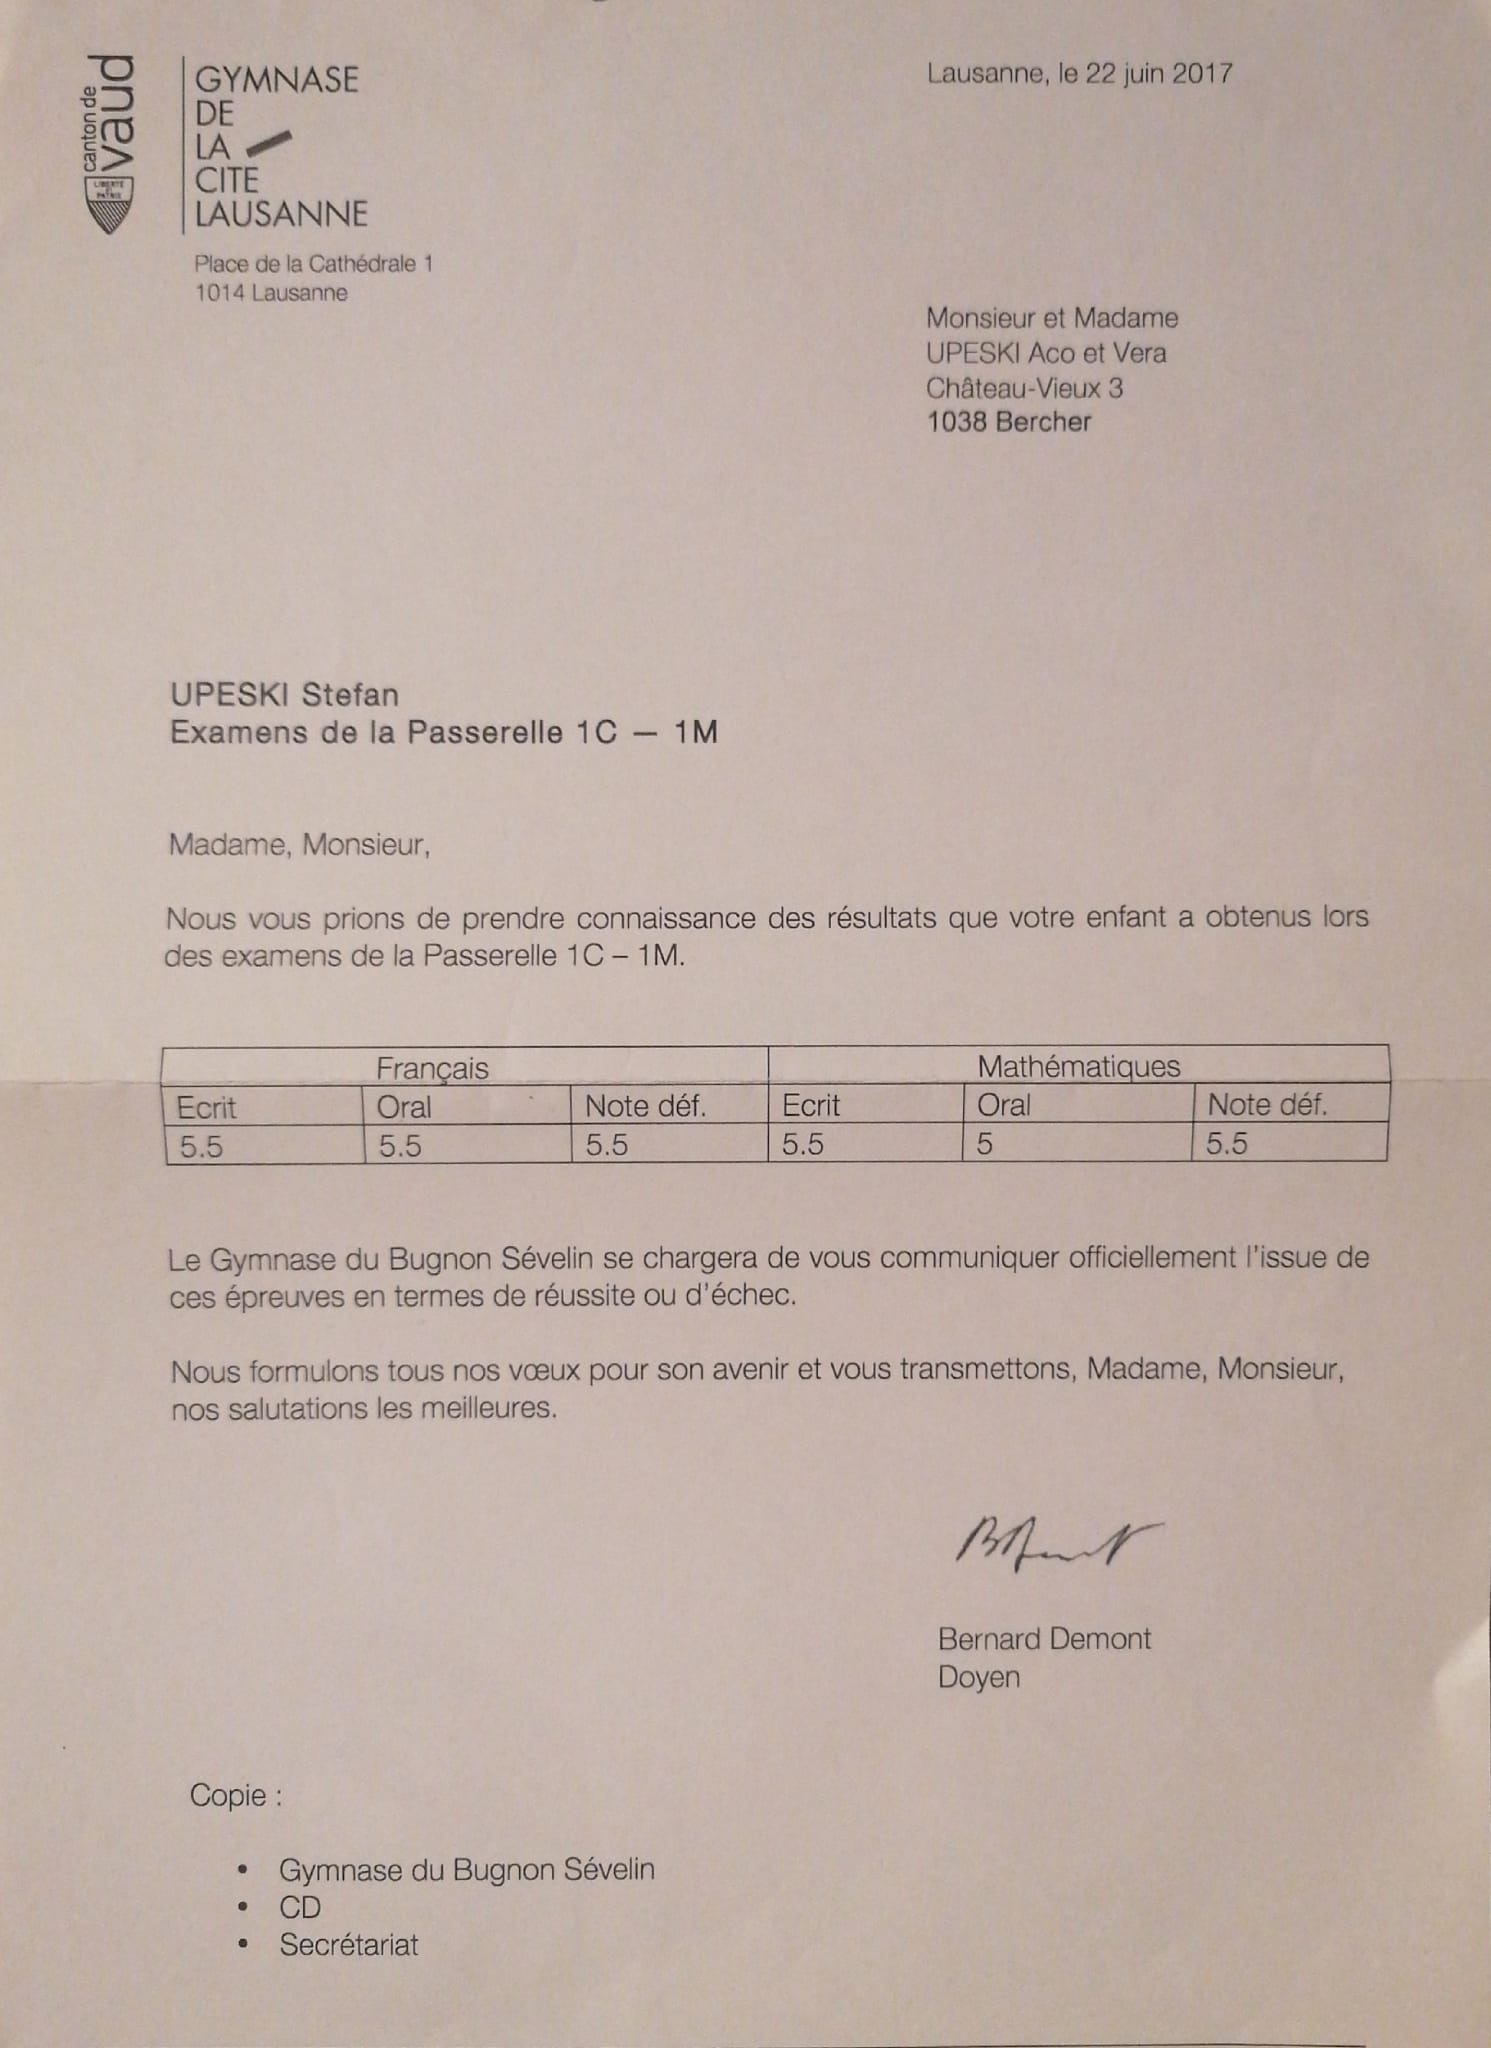 canton de
vaud
LIBERTÉ
ET
PATRIE
GYMNASE
DE
LA
CITE
LAUSANNE
Place de la Cathédrale 1
1014 Lausanne
Lausanne, le 22 juin 2017
Monsieur et Madame
UPESKI Aco et Vera
Château-Vieux 3
1038 Bercher
UPESKI Stefan
Examens de la Passerelle 1C – 1M
Madame, Monsieur,
Nous vous prions de prendre connaissance des résultats que votre enfant a obtenus lors
des examens de la Passerelle 1C – 1M.
Français Mathématiques
Ecrit Oral Note déf. Ecrit Oral Note déf.
5.5 5.5 5.5 5.5 5 5.5
Le Gymnase du Bugnon Sévelin se chargera de vous communiquer officiellement l'issue de
ces épreuves en termes de réussite ou d'échec.
Nous formulons tous nos vœux pour son avenir et vous transmettons, Madame, Monsieur,
nos salutations les meilleures.
Bernard Demont
Doyen
Copie :
• Gymnase du Bugnon Sévelin
• CD
• Secrétariat